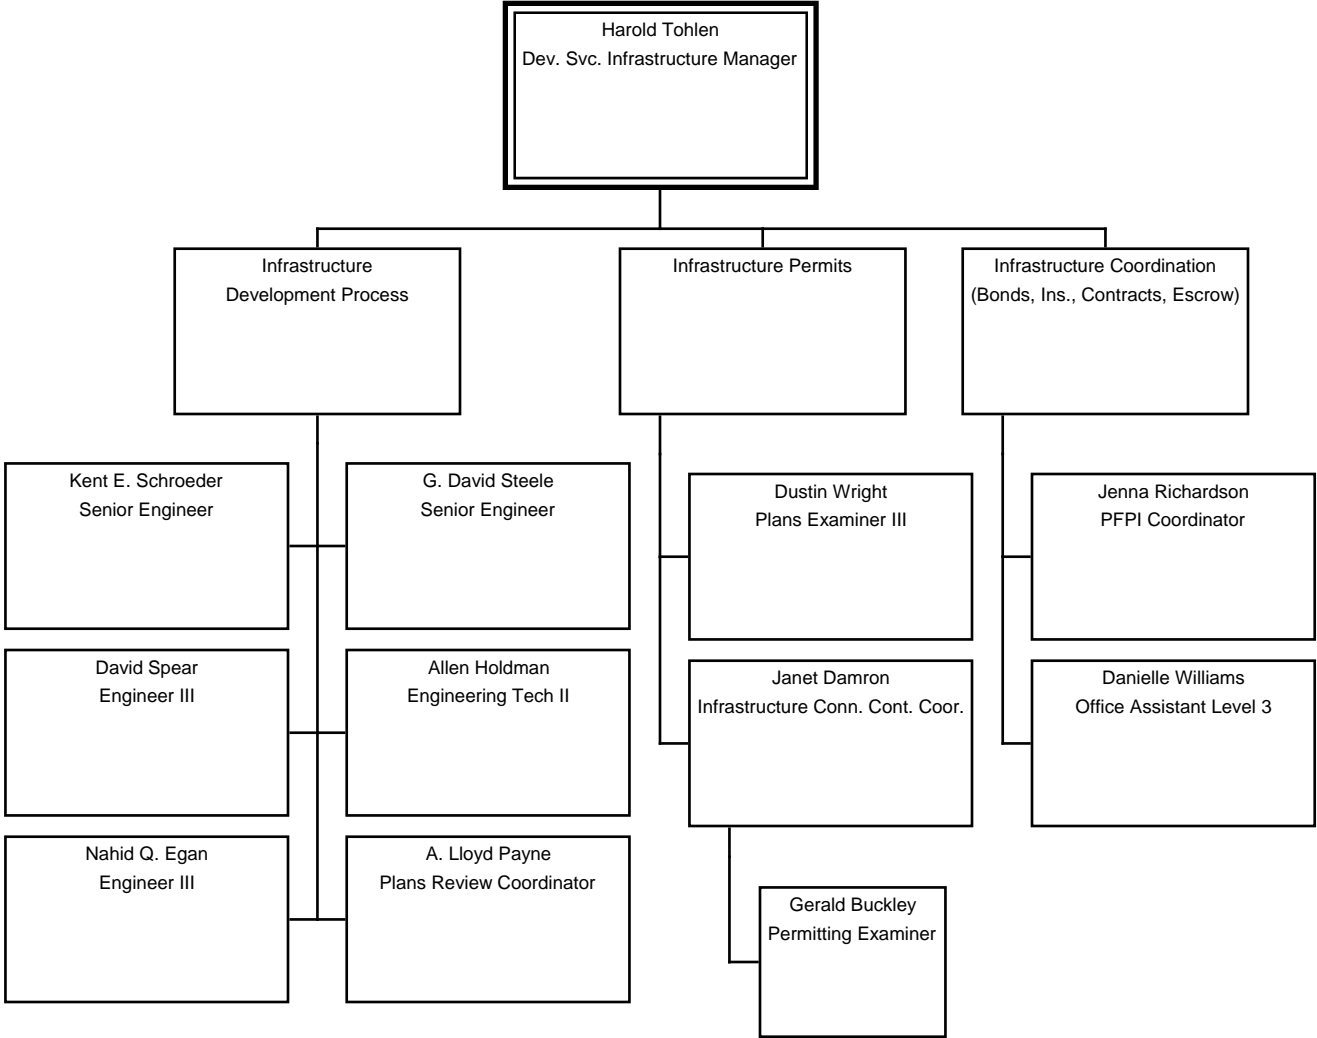 Harold Tohlen
Dev. Svc. Infrastructure Manager
Infrastructure
Development Process
Infrastructure Permits
Infrastructure Coordination
(Bonds, Ins., Contracts, Escrow)
Kent E. Schroeder
Senior Engineer
G. David Steele
Senior Engineer
David Spear
Engineer III
Allen Holdman
Engineering Tech II
Nahid Q. Egan
Engineer III
A. Lloyd Payne
Plans Review Coordinator
Dustin Wright
Plans Examiner III
Janet Damron
Infrastructure Conn. Cont. Coor.
Gerald Buckley
Permitting Examiner
Jenna Richardson
PFPI Coordinator
Danielle Williams
Office Assistant Level 3